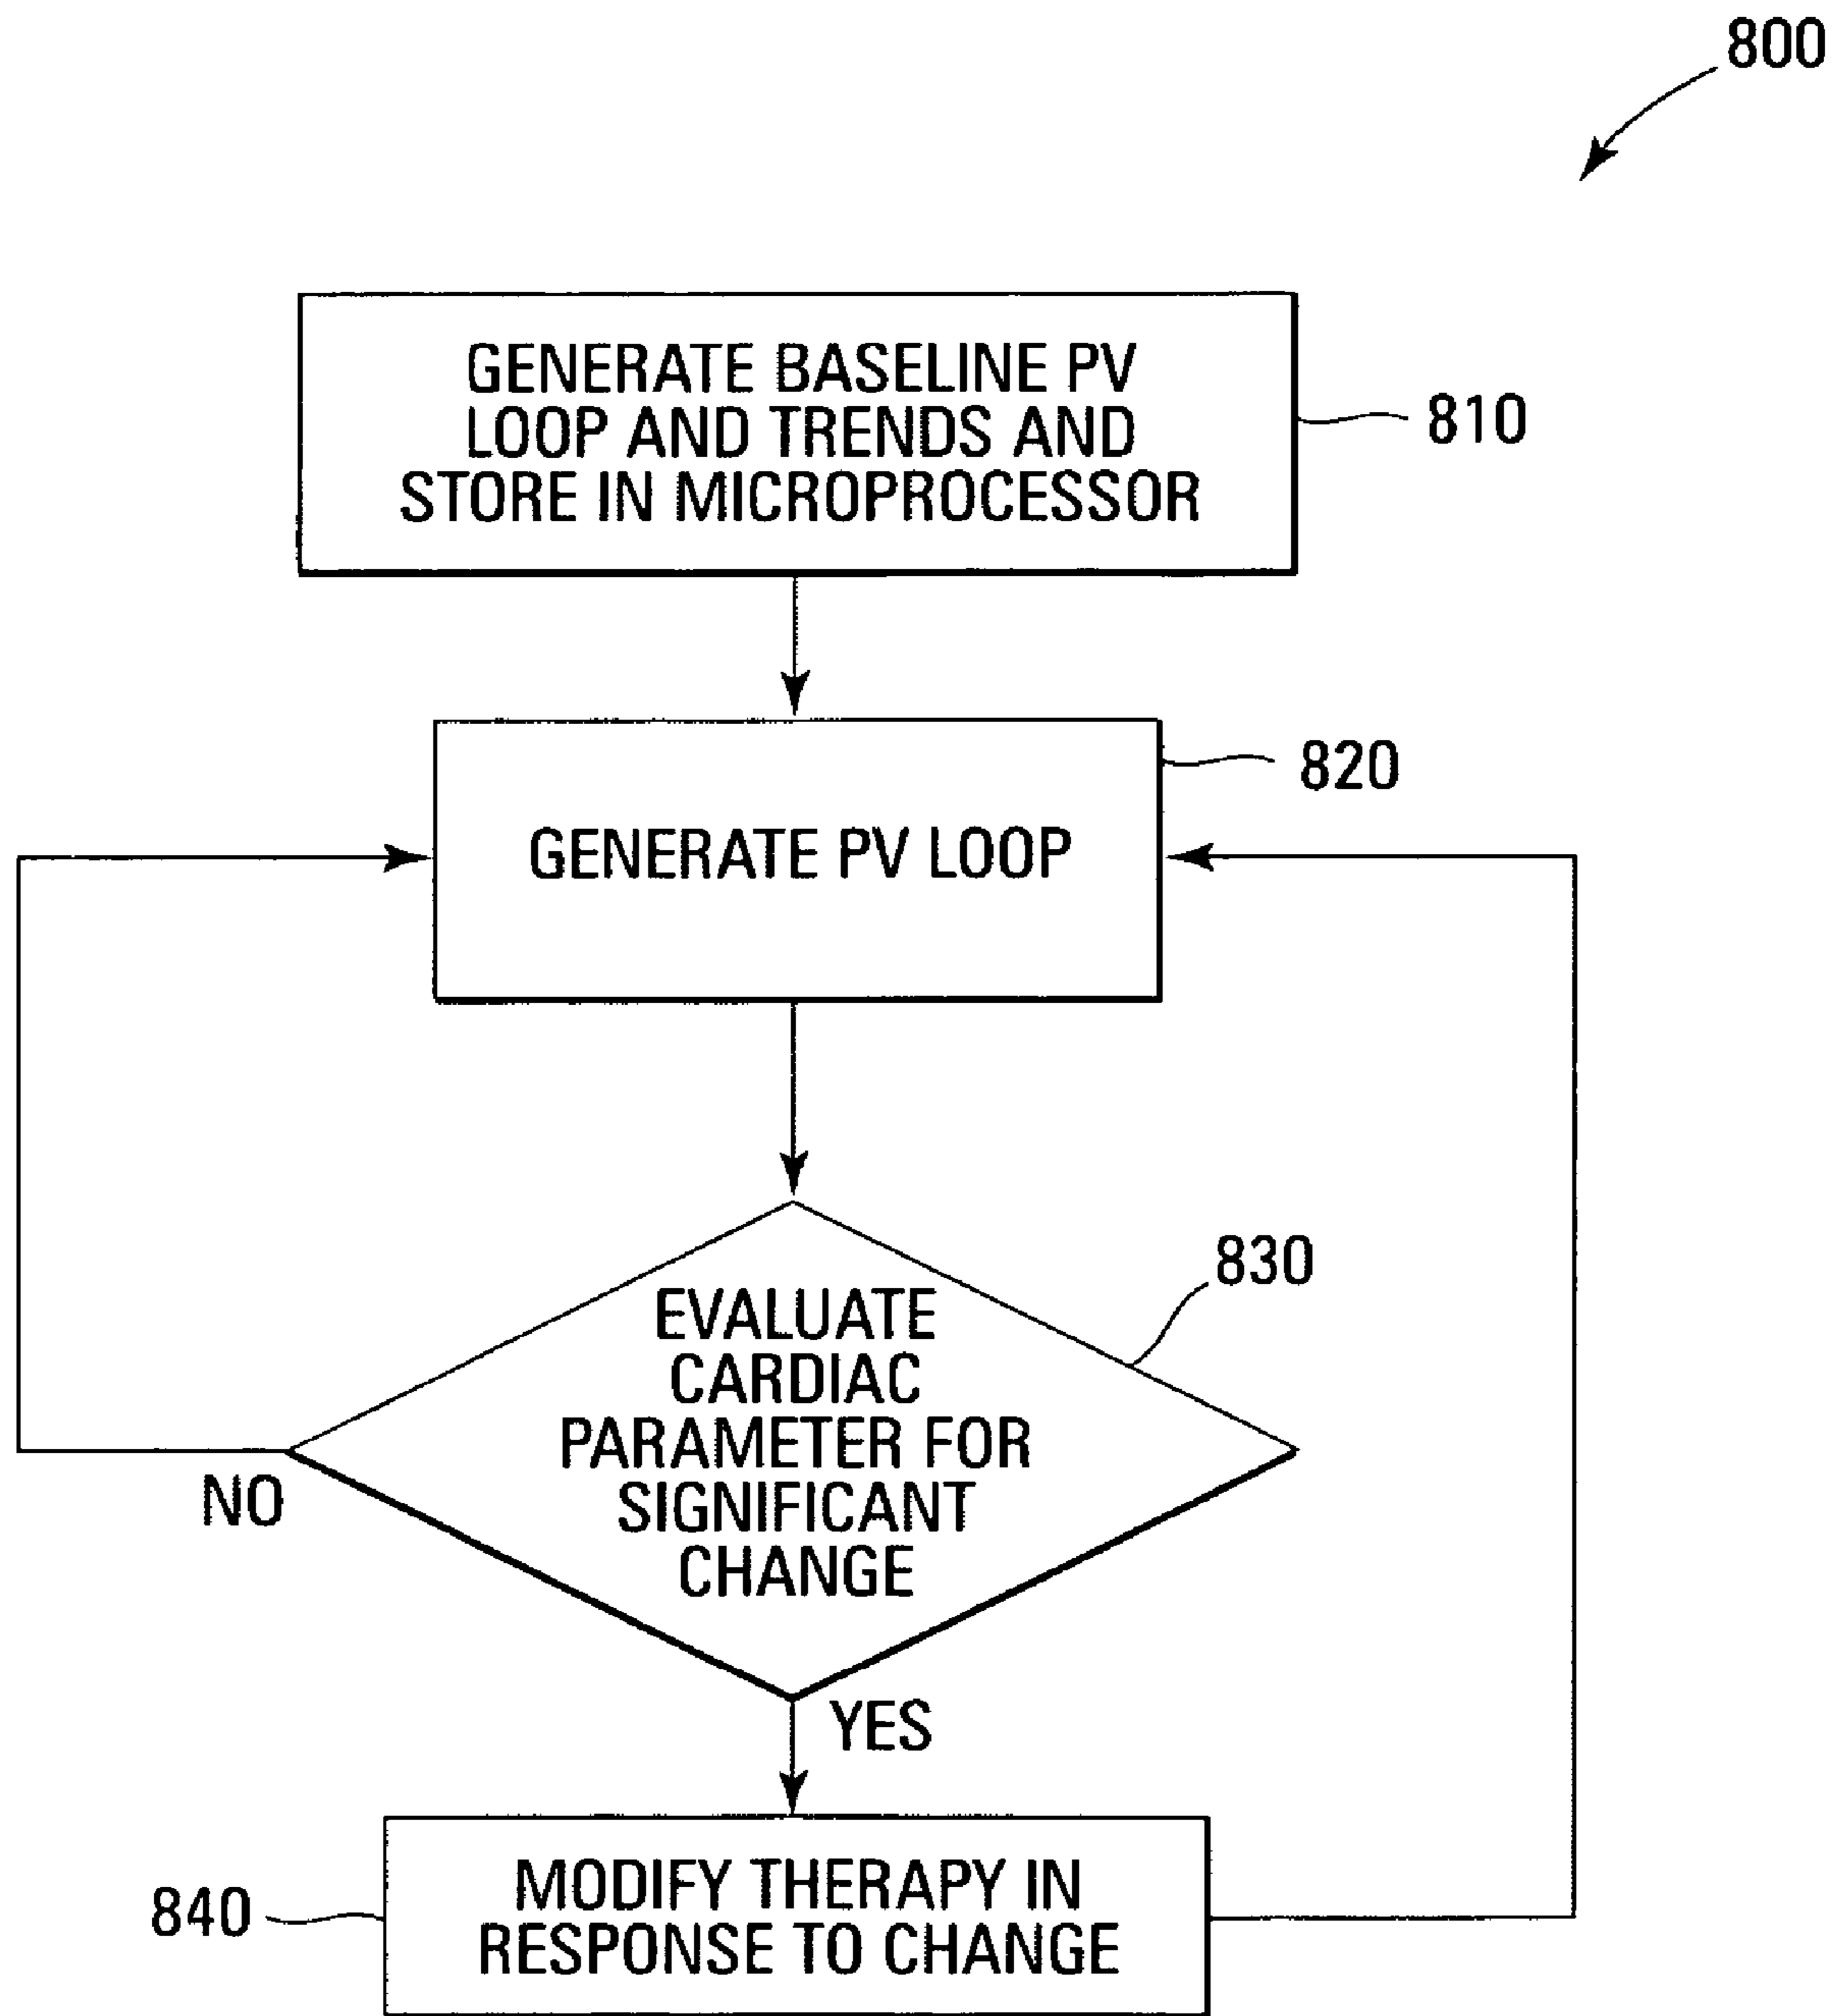 800
GENERATE BASELINE PV
LOOP AND TRENDS AND
STORE IN MICROPROCESSOR
810
820
GENERATE PV LOOP
830
EVALUATE
CARDIAC
PARAMETER FOR
SIGNIFICANT
CHANGE
NO
YES
840
MODIFY THERAPY IN
RESPONSE TO CHANGE